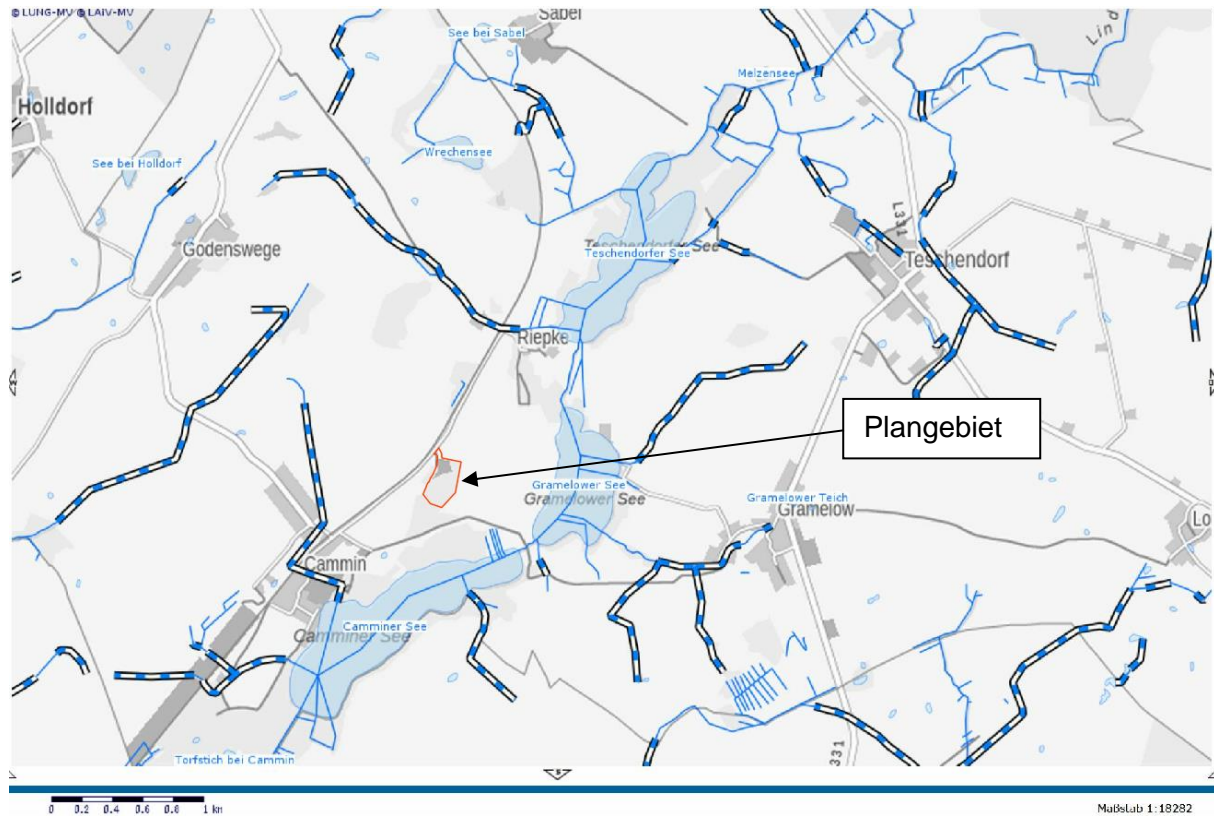 © LUNG-MV © LAIV-MV
Sabel
See bei Sabel
Lind
Melzensee
Holldorf
Wrechensee
See bei Holldorf
L331
Godenswege
Teschendorfer See
Teschendorfer See
Teschendorf
Riepke
Plangebiet
Gramelower See
Gramelower See
Gramelower Teich
Gramelow
Lo
Cammin
Camminer See
Camminer See
331
Torfstich bei Cammin
0 0.2 0.4 0.6 0.8 1 km
Maßstab 1:18282